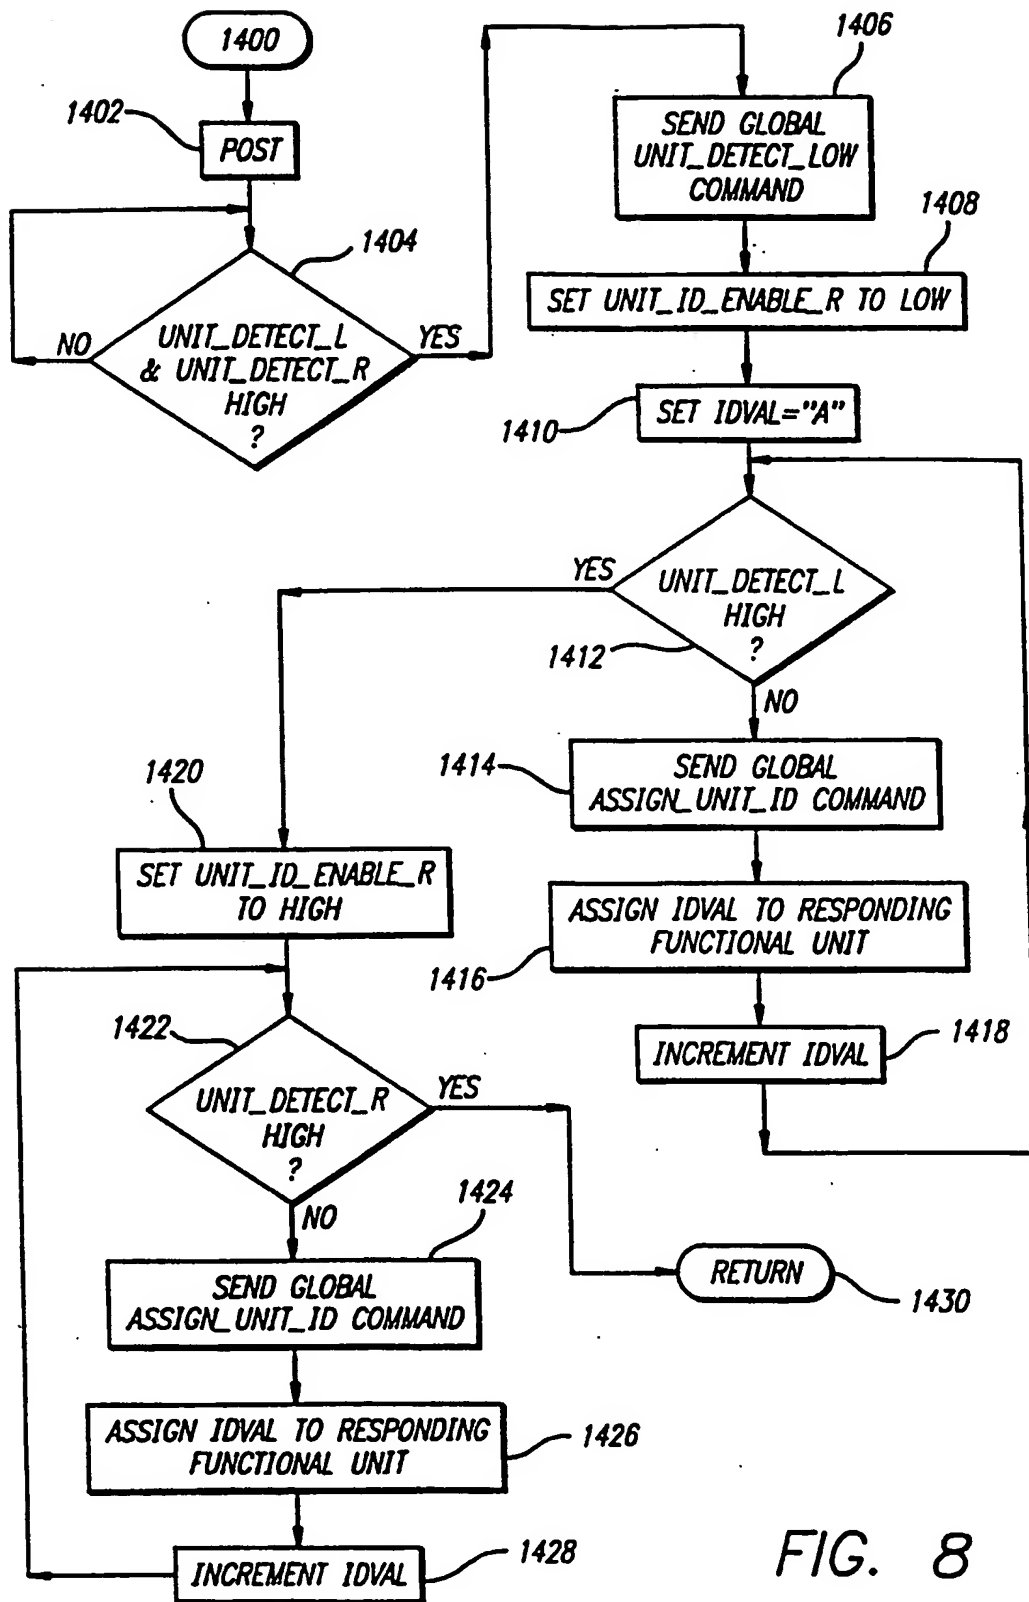 1400
1402
POST
1404
UNIT_DETECT_L
& UNIT_DETECT_R
HIGH
?
NO
YES
1406
SEND GLOBAL
UNIT_DETECT_LOW
COMMAND
1408
SET UNIT_ID_ENABLE_R TO LOW
1410
SET IDVAL="A"
YES
UNIT_DETECT_L
HIGH
?
1412
NO
1414
SEND GLOBAL
ASSIGN_UNIT_ID COMMAND
ASSIGN IDVAL TO RESPONDING
FUNCTIONAL UNIT
1416
INCREMENT IDVAL
1418
1420
SET UNIT_ID_ENABLE_R
TO HIGH
1422
UNIT_DETECT_R
HIGH
?
YES
NO
1424
SEND GLOBAL
ASSIGN_UNIT_ID COMMAND
RETURN
1430
ASSIGN IDVAL TO RESPONDING
FUNCTIONAL UNIT
1426
INCREMENT IDVAL
1428
FIG. 8